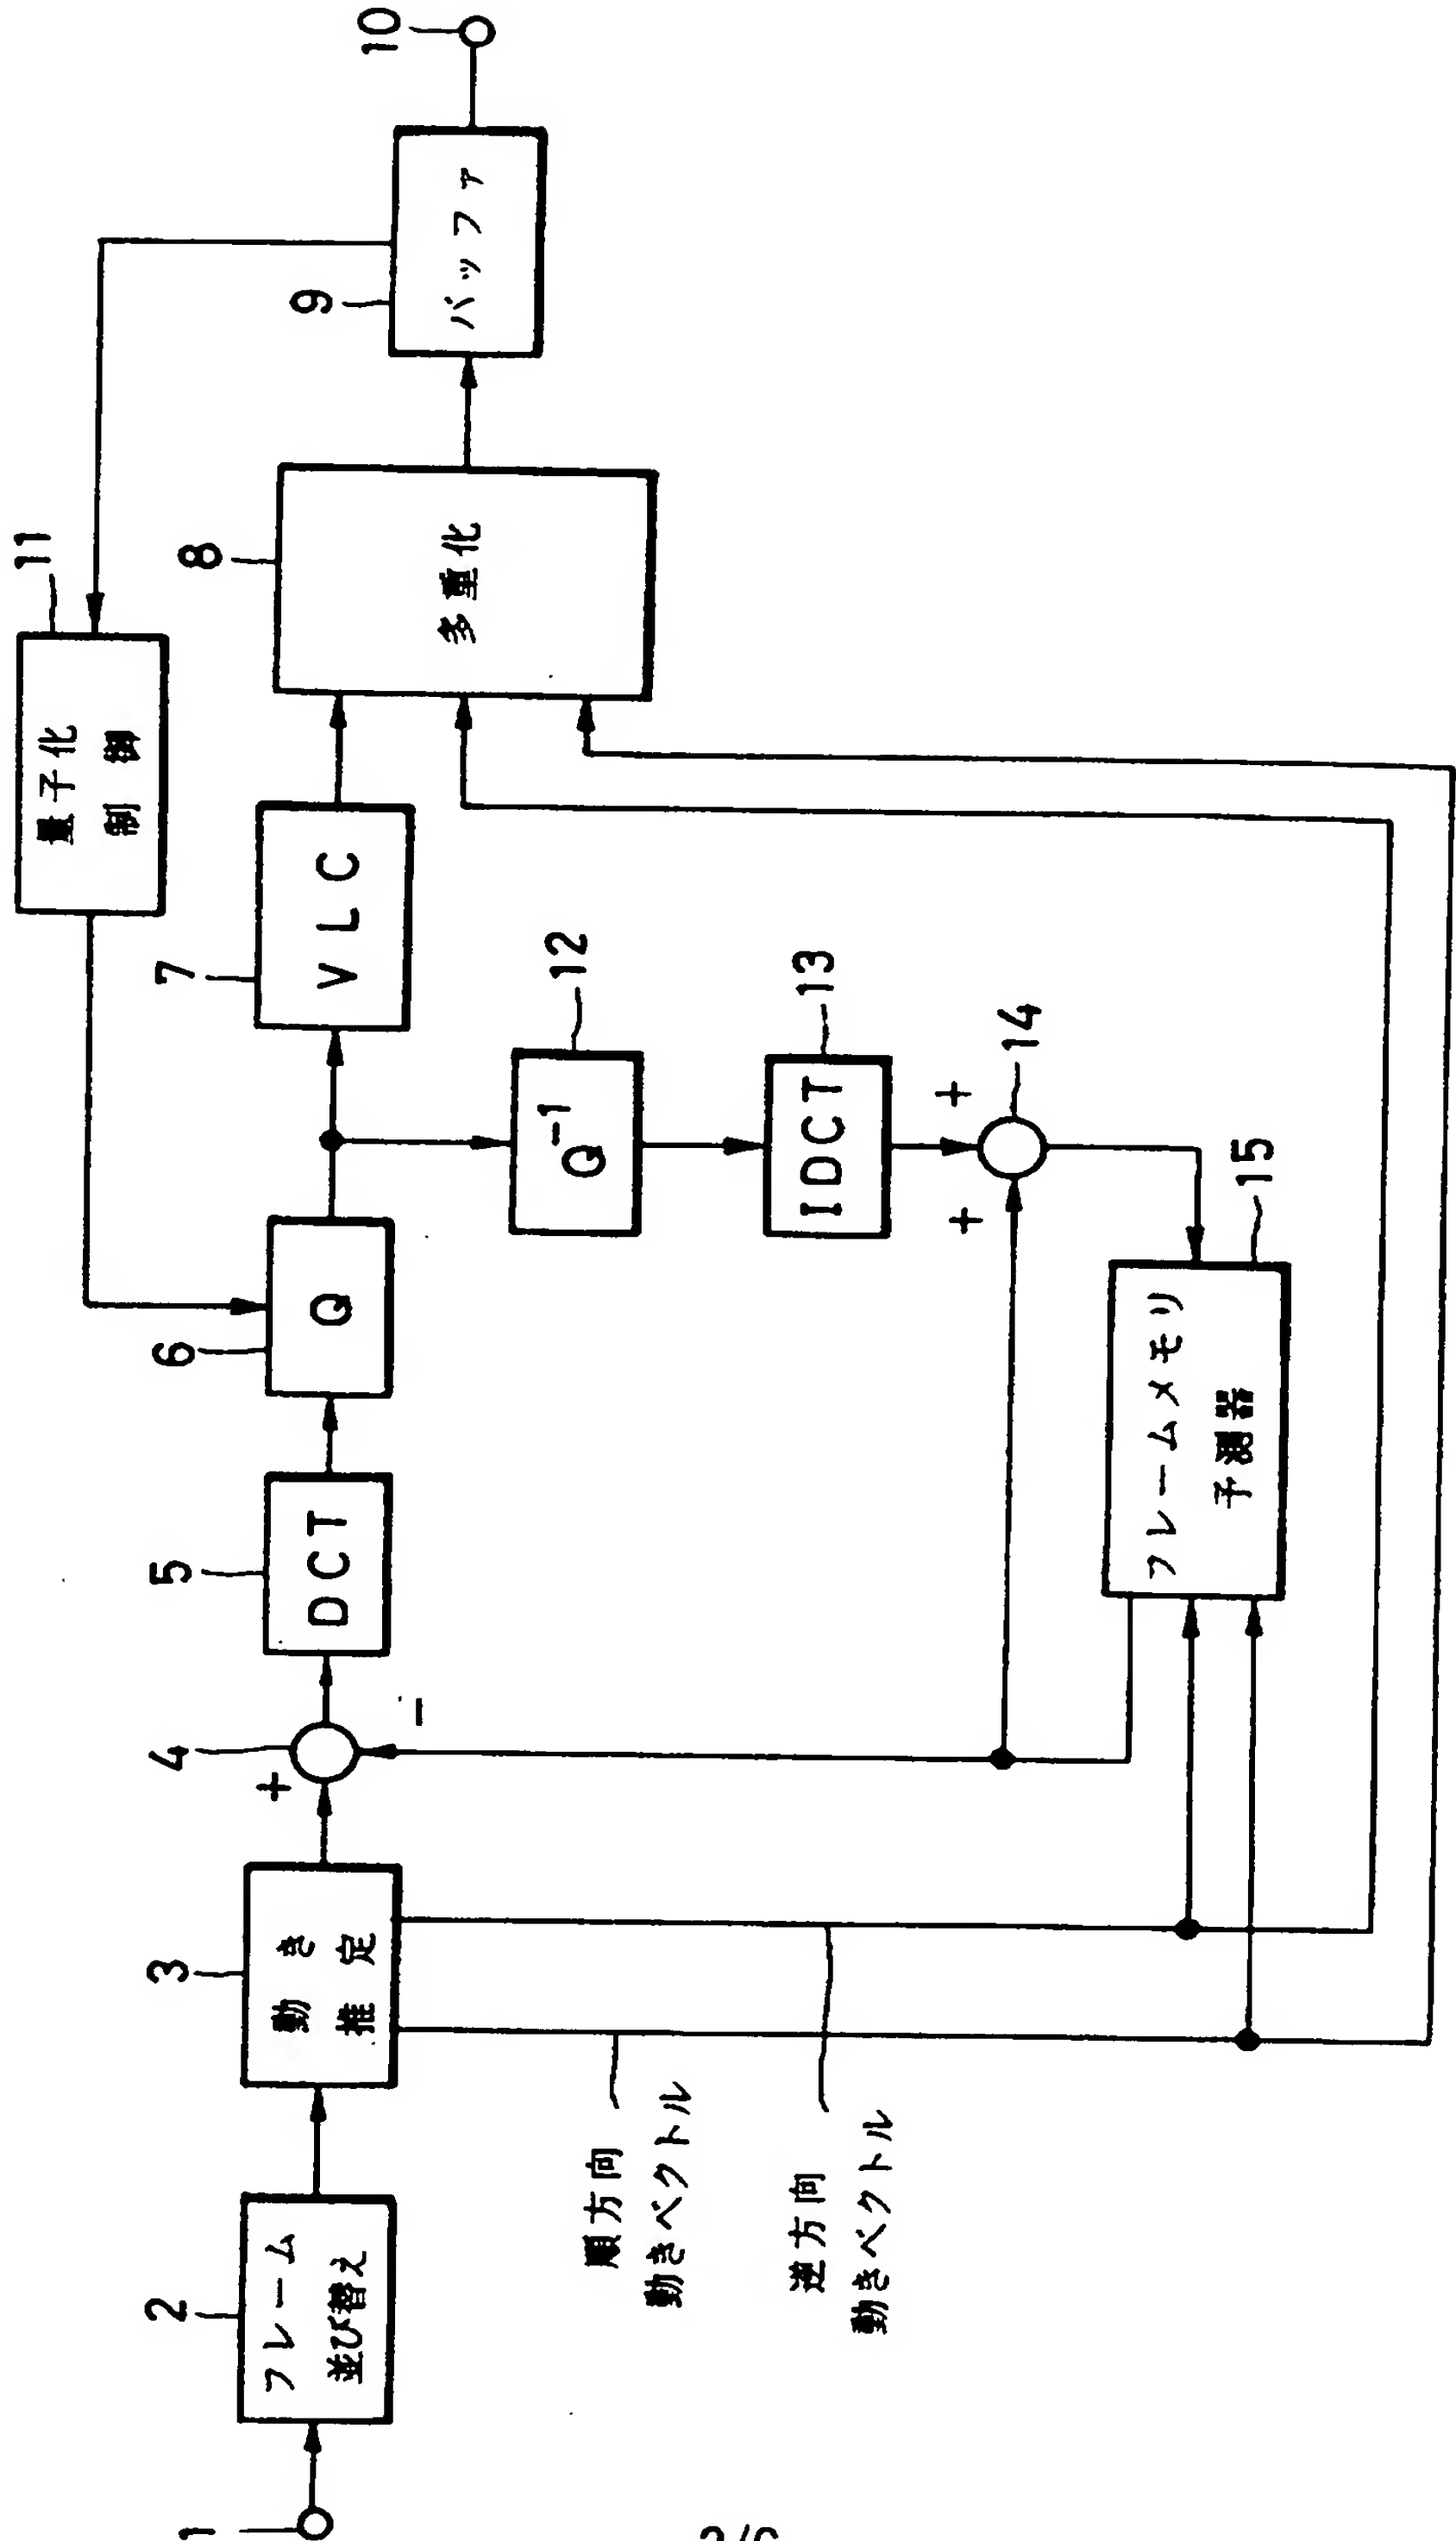 1
2
フレーム
並び替え
3
動き
推定
4
+
-
5
DCT
6
Q
7
VLC
8
多重化
9
バッファ
10
11
量子化
制御
12
Q⁻¹
13
IDCT
14
+
+
15
フレームメモリ
予測器
順方向
動きベクトル
逆方向
動きベクトル